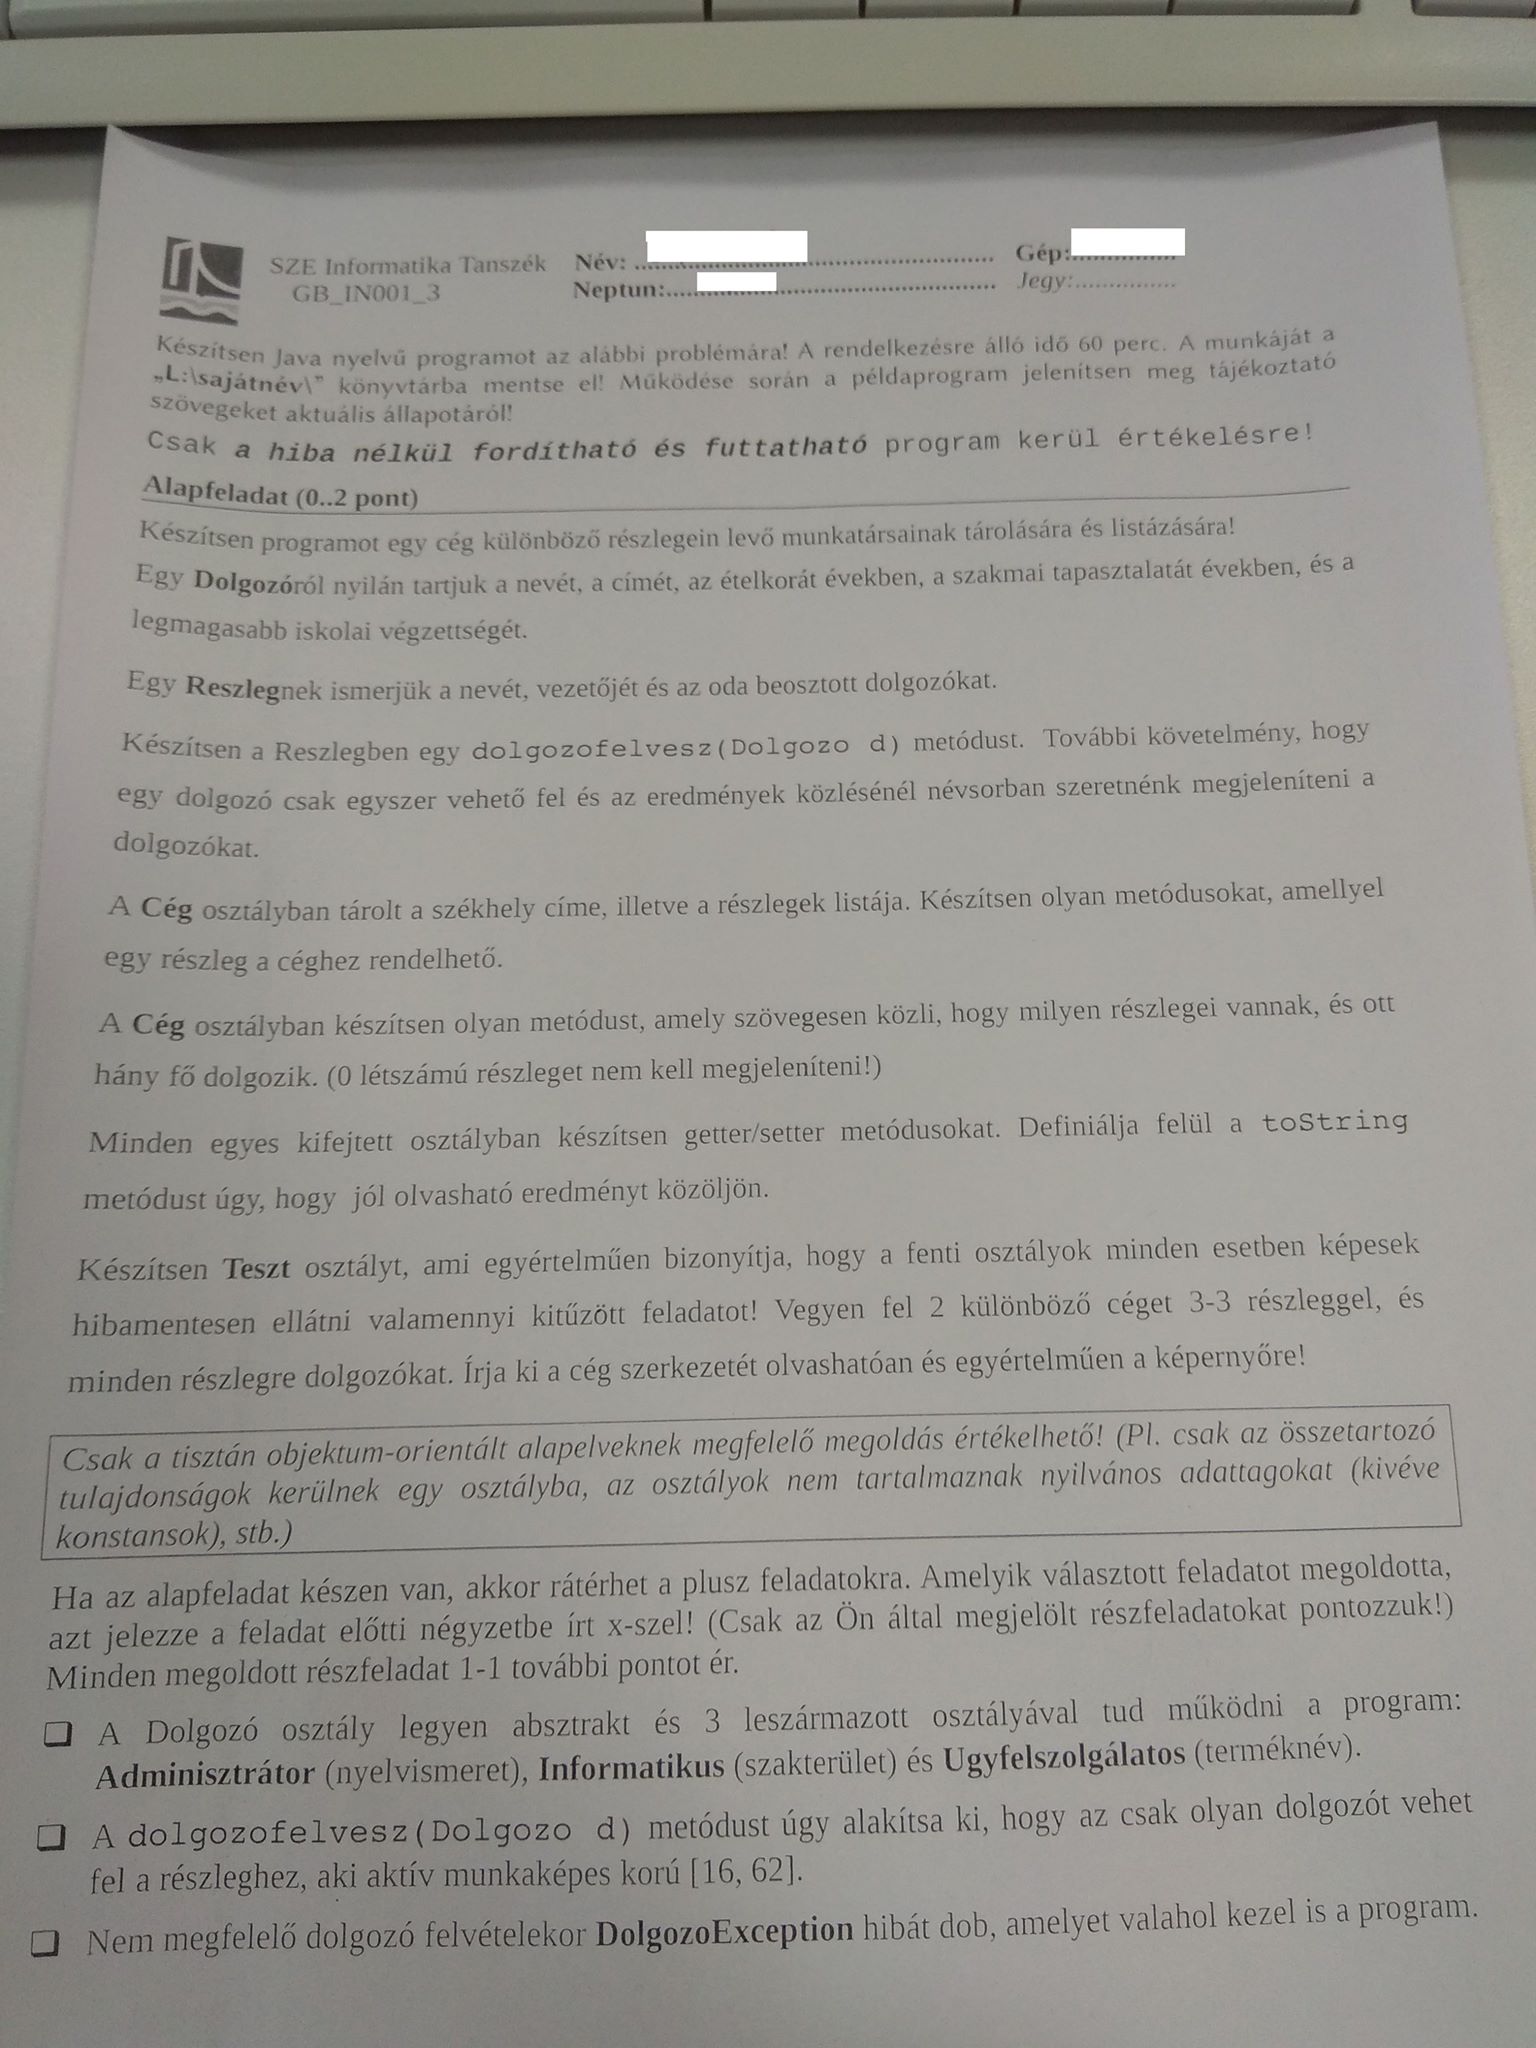 SZE Informatika Tanszék Név: ........ Gép:........
GB_IN001_3 Neptun:........ Jegy:........
Készítsen Java nyelvű programot az alábbi problémára! A rendelkezésre álló idő 60 perc. A munkáját a
„L:\sajátnév\” könyvtárba mentse el! Működése során a példaprogram jelenítsen meg tájékoztató
szövegeket aktuális állapotáról!
Csak a hiba nélkül fordítható és futtatható program kerül értékelésre!
Alapfeladat (0..2 pont)
Készítsen programot egy cég különböző részlegein levő munkatársainak tárolására és listázására!
Egy Dolgozóról nyilán tartjuk a nevét, a címét, az ételkorát években, a szakmai tapasztalatát években, és a
legmagasabb iskolai végzettségét.
Egy Reszlegnek ismerjük a nevét, vezetőjét és az oda beosztott dolgozókat.
Készítsen a Reszlegben egy dolgozofelvesz(Dolgozo d) metódust. További követelmény, hogy
egy dolgozó csak egyszer vehető fel és az eredmények közlésénél névsorban szeretnénk megjeleníteni a
dolgozókat.
A Cég osztályban tárolt a székhely címe, illetve a részlegek listája. Készítsen olyan metódusokat, amellyel
egy részleg a céghez rendelhető.
A Cég osztályban készítsen olyan metódust, amely szövegesen közli, hogy milyen részlegei vannak, és ott
hány fő dolgozik. (0 létszámú részleget nem kell megjeleníteni!)
Minden egyes kifejtett osztályban készítsen getter/setter metódusokat. Definiálja felül a toString
metódust úgy, hogy jól olvasható eredményt közöljön.
Készítsen Teszt osztályt, ami egyértelműen bizonyítja, hogy a fenti osztályok minden esetben képesek
hibamentesen ellátni valamennyi kitűzött feladatot! Vegyen fel 2 különböző céget 3-3 részleggel, és
minden részlegre dolgozókat. Írja ki a cég szerkezetét olvashatóan és egyértelműen a képernyőre!
Csak a tisztán objektum-orientált alapelveknek megfelelő megoldás értékelhető! (Pl. csak az összetartozó
tulajdonságok kerülnek egy osztályba, az osztályok nem tartalmaznak nyilvános adattagokat (kivéve
konstansok), stb.)
Ha az alapfeladat készen van, akkor rátérhet a plusz feladatokra. Amelyik választott feladatot megoldotta,
azt jelezze a feladat előtti négyzetbe írt x-szel! (Csak az Ön által megjelölt részfeladatokat pontozzuk!)
Minden megoldott részfeladat 1-1 további pontot ér.
❏ A Dolgozó osztály legyen absztrakt és 3 leszármazott osztályával tud működni a program:
Adminisztrátor (nyelvismeret), Informatikus (szakterület) és Ugyfelszolgálatos (terméknév).
❏ A dolgozofelvesz(Dolgozo d) metódust úgy alakítsa ki, hogy az csak olyan dolgozót vehet
fel a részleghez, aki aktív munkaképes korú [16, 62].
❏ Nem megfelelő dolgozó felvételekor DolgozoException hibát dob, amelyet valahol kezel is a program.